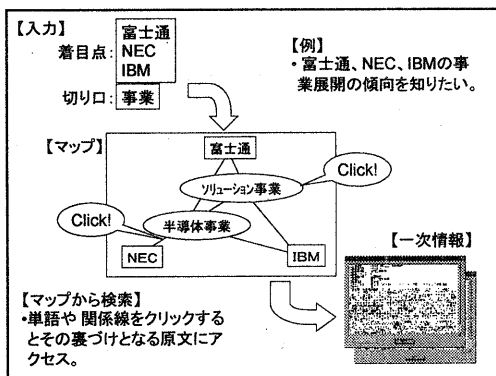 【入力】
着目点:
富士通
NEC
IBM
切り口:
事業
【例】
・富士通、NEC、IBMの事
業展開の傾向を知りたい。
【マップ】
富士通
ソリューション事業
Click!
半導体事業
Click!
NEC
IBM
【一次情報】
【マップから検索】
・単語や 関係線をクリックする
とその裏づけとなる原文にア
クセス。